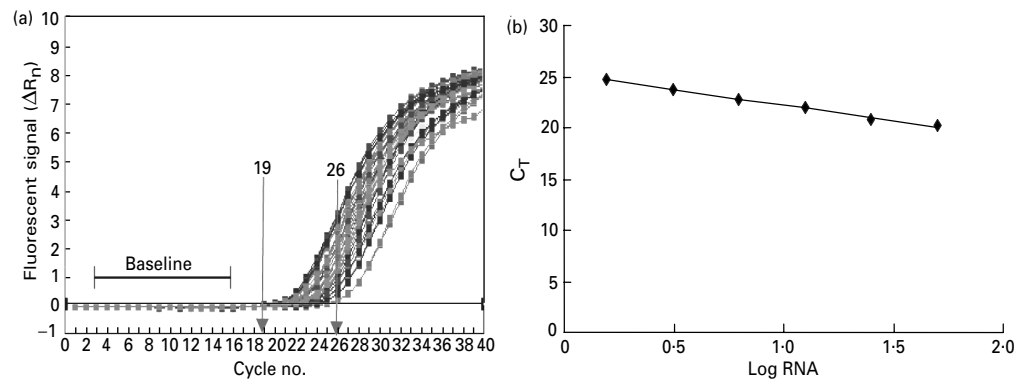 (a)
Fluorescent signal (ΔRn)
10
9
8
7
6
5
4
3
2
1
0
–1
19
26
Baseline
0 2 4 6 8 10 12 14 16 18 20 22 24 26 28 30 32 34 36 38 40
Cycle no.
(b)
CT
30
25
20
15
10
5
0
0 0·5 1·0 1·5 2·0
Log RNA